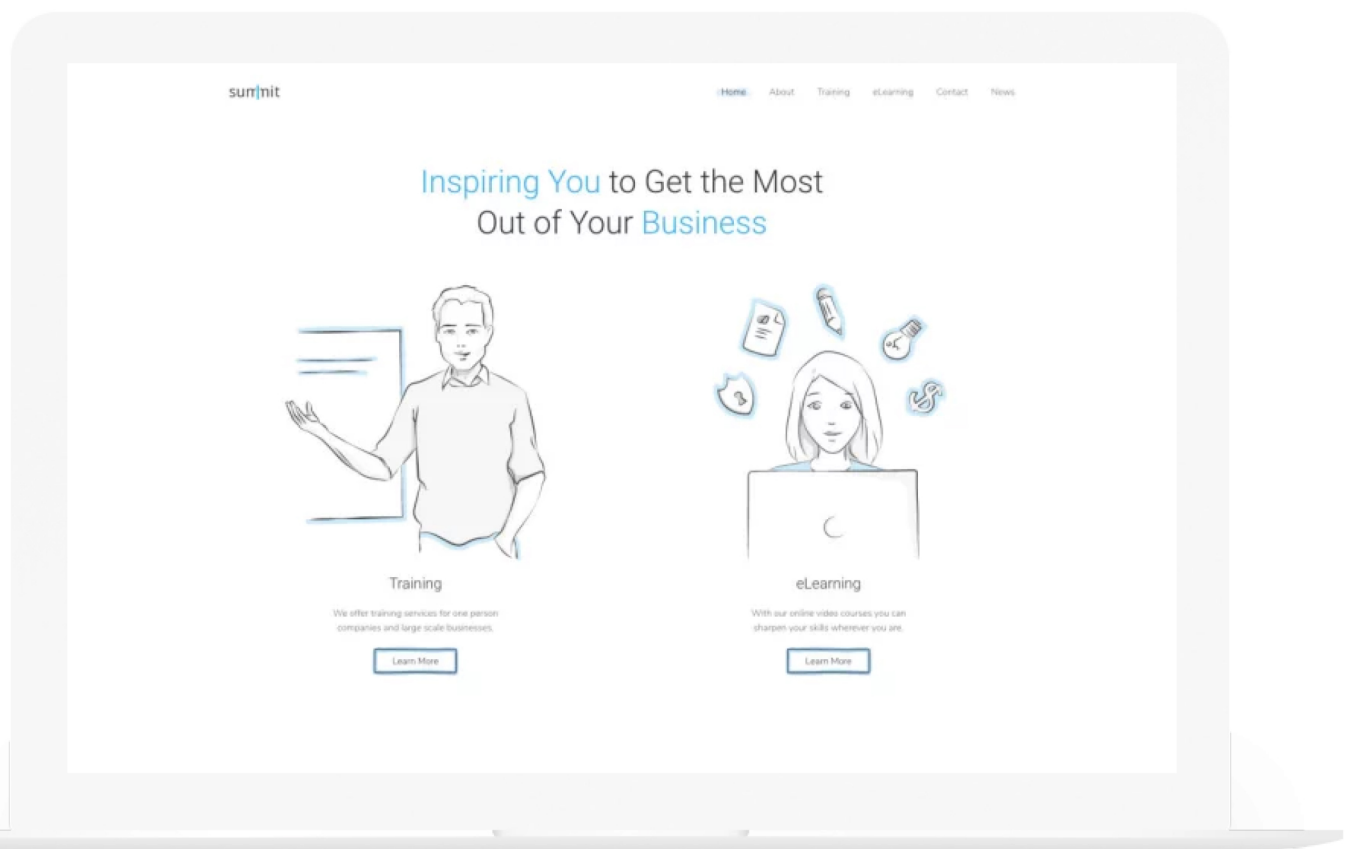 summit
Home About Training eLearning Contact News
Inspiring You to Get the Most
Out of Your Business
Training
We offer training services for one person
companies and large scale businesses.
Learn More
eLearning
With our online video courses you can
sharpen your skills wherever you are.
Learn More